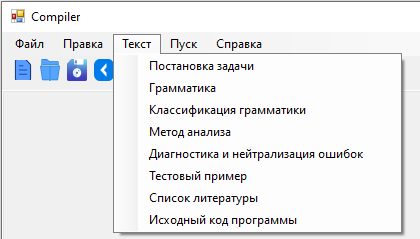 Compiler
Файл Правка Текст Пуск Справка
Постановка задачи
Грамматика
Классификация грамматики
Метод анализа
Диагностика и нейтрализация ошибок
Тестовый пример
Список литературы
Исходный код программы